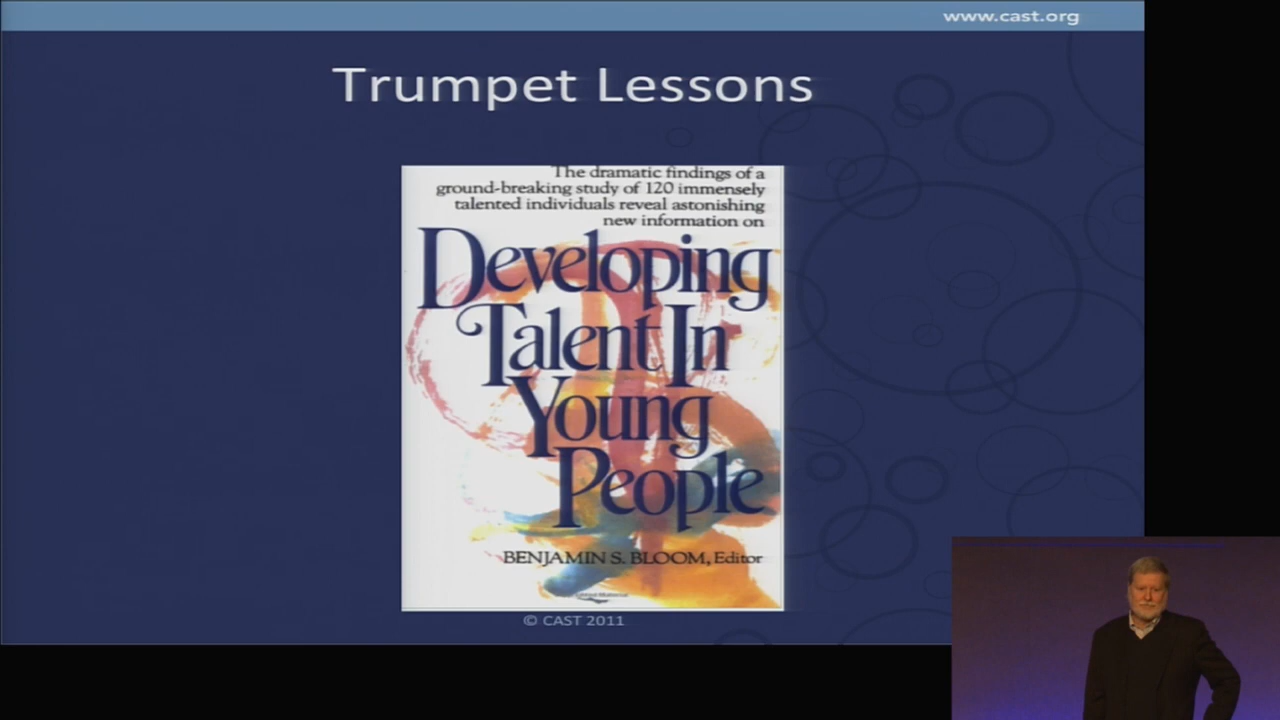 www.cast.org
Trumpet Lessons
The dramatic findings of a
ground-breaking study of 120 immensely
talented individuals reveal astonishing
new information on
Developing
Talent In
Young
People
BENJAMIN S. BLOOM, Editor
© CAST 2011